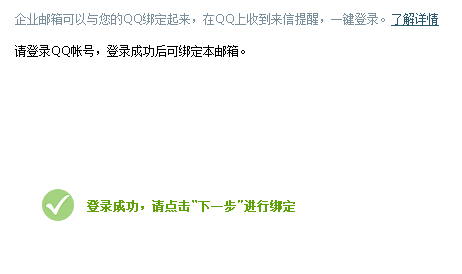 企业邮箱可以与您的QQ绑定起来，在QQ上收到来信提醒，一键登录。了解详情
请登录QQ帐号，登录成功后可绑定本邮箱。
登录成功，请点击"下一步"进行绑定